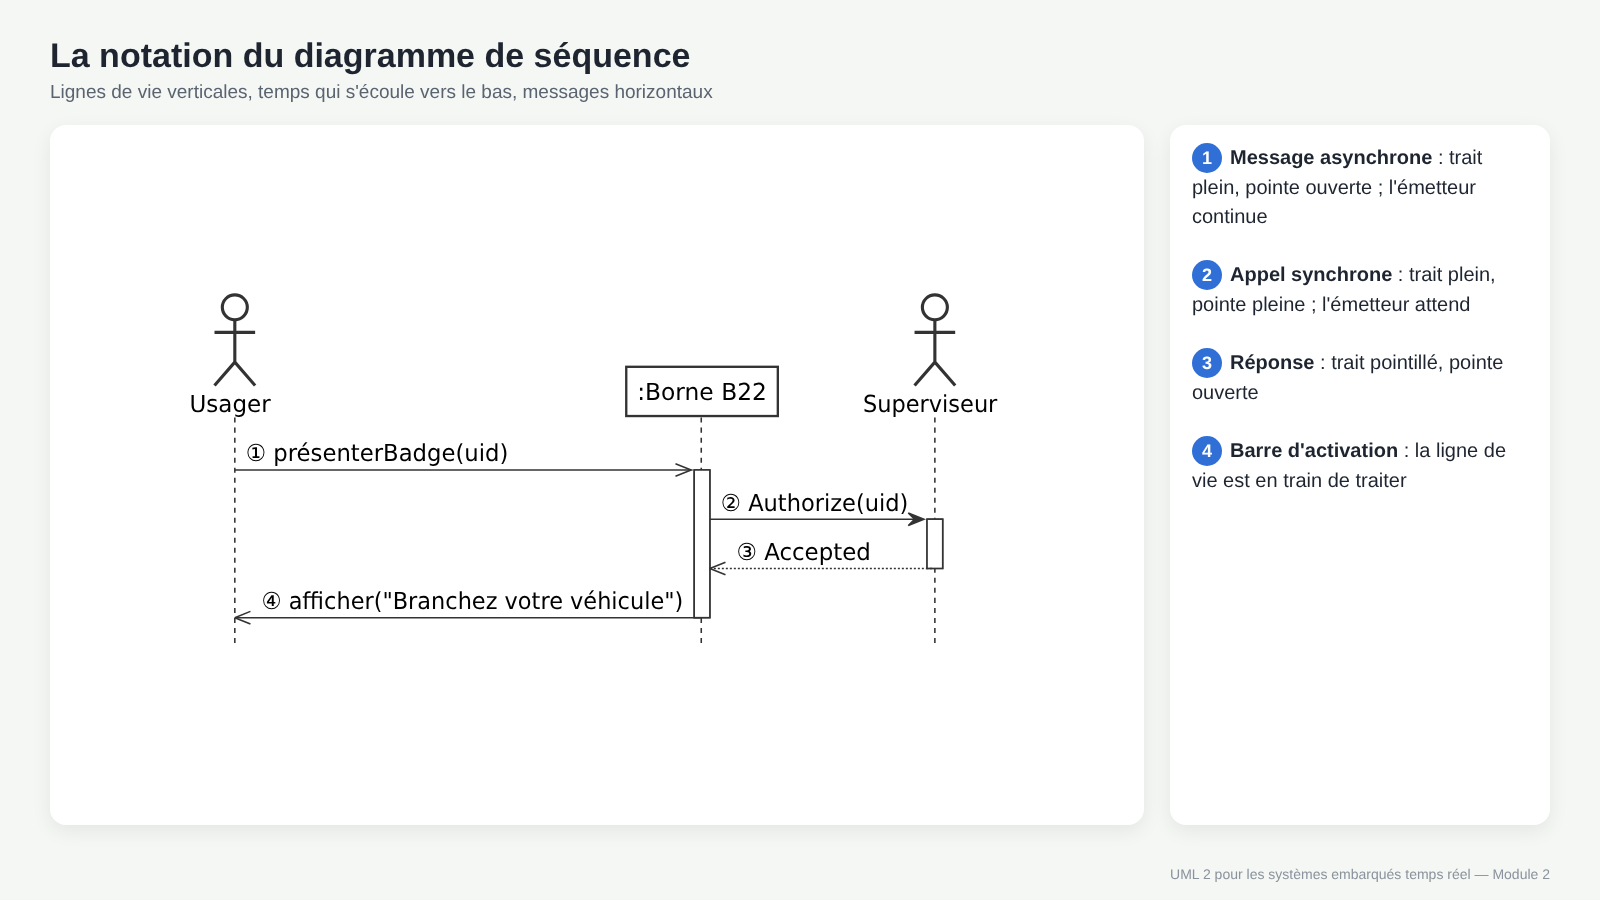 La notation du diagramme de séquence
Lignes de vie verticales, temps qui s'écoule vers le bas, messages horizontaux
Usager
:Borne B22
Superviseur
① présenterBadge(uid)
② Authorize(uid)
③ Accepted
④ afficher("Branchez votre véhicule")
1 Message asynchrone : trait
plein, pointe ouverte ; l'émetteur
continue
2 Appel synchrone : trait plein,
pointe pleine ; l'émetteur attend
3 Réponse : trait pointillé, pointe
ouverte
4 Barre d'activation : la ligne de
vie est en train de traiter
UML 2 pour les systèmes embarqués temps réel — Module 2